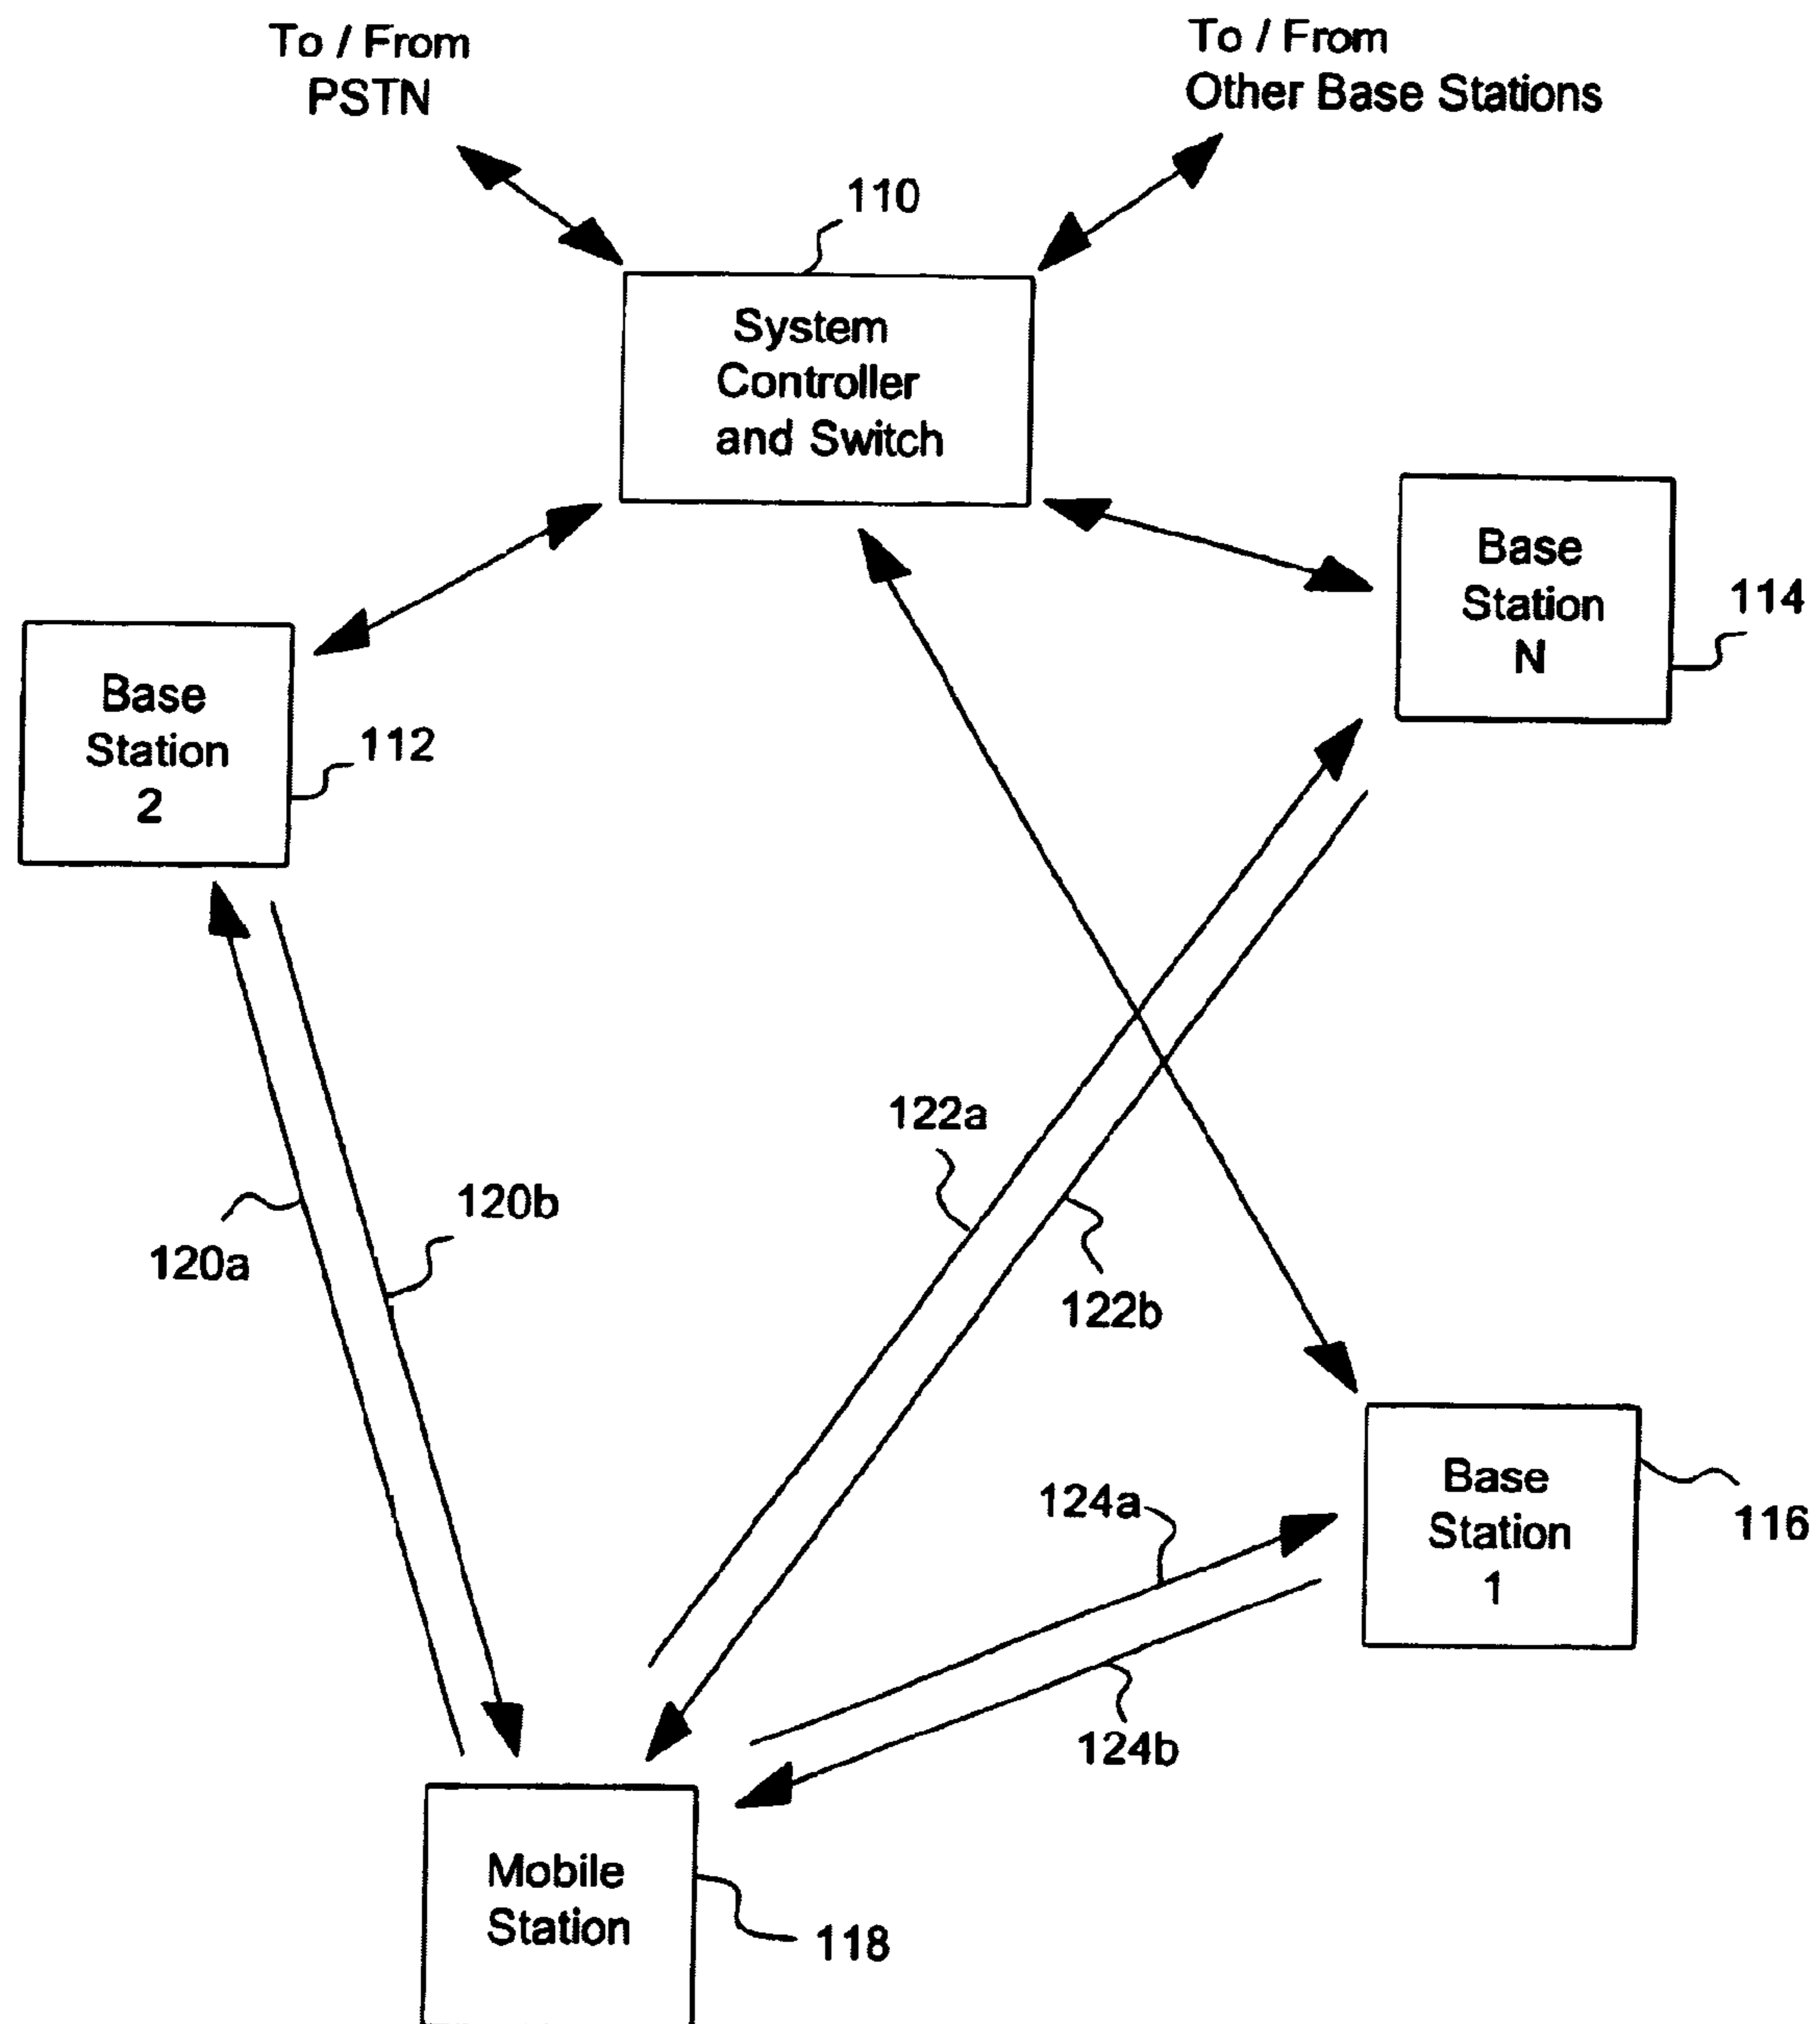 To / From
PSTN
To / From
Other Base Stations
110
System
Controller
and Switch
Base
Station
N
114
Base
Station
2
112
122a
120b
120a
122b
Base
Station
1
116
124a
124b
Mobile
Station
118